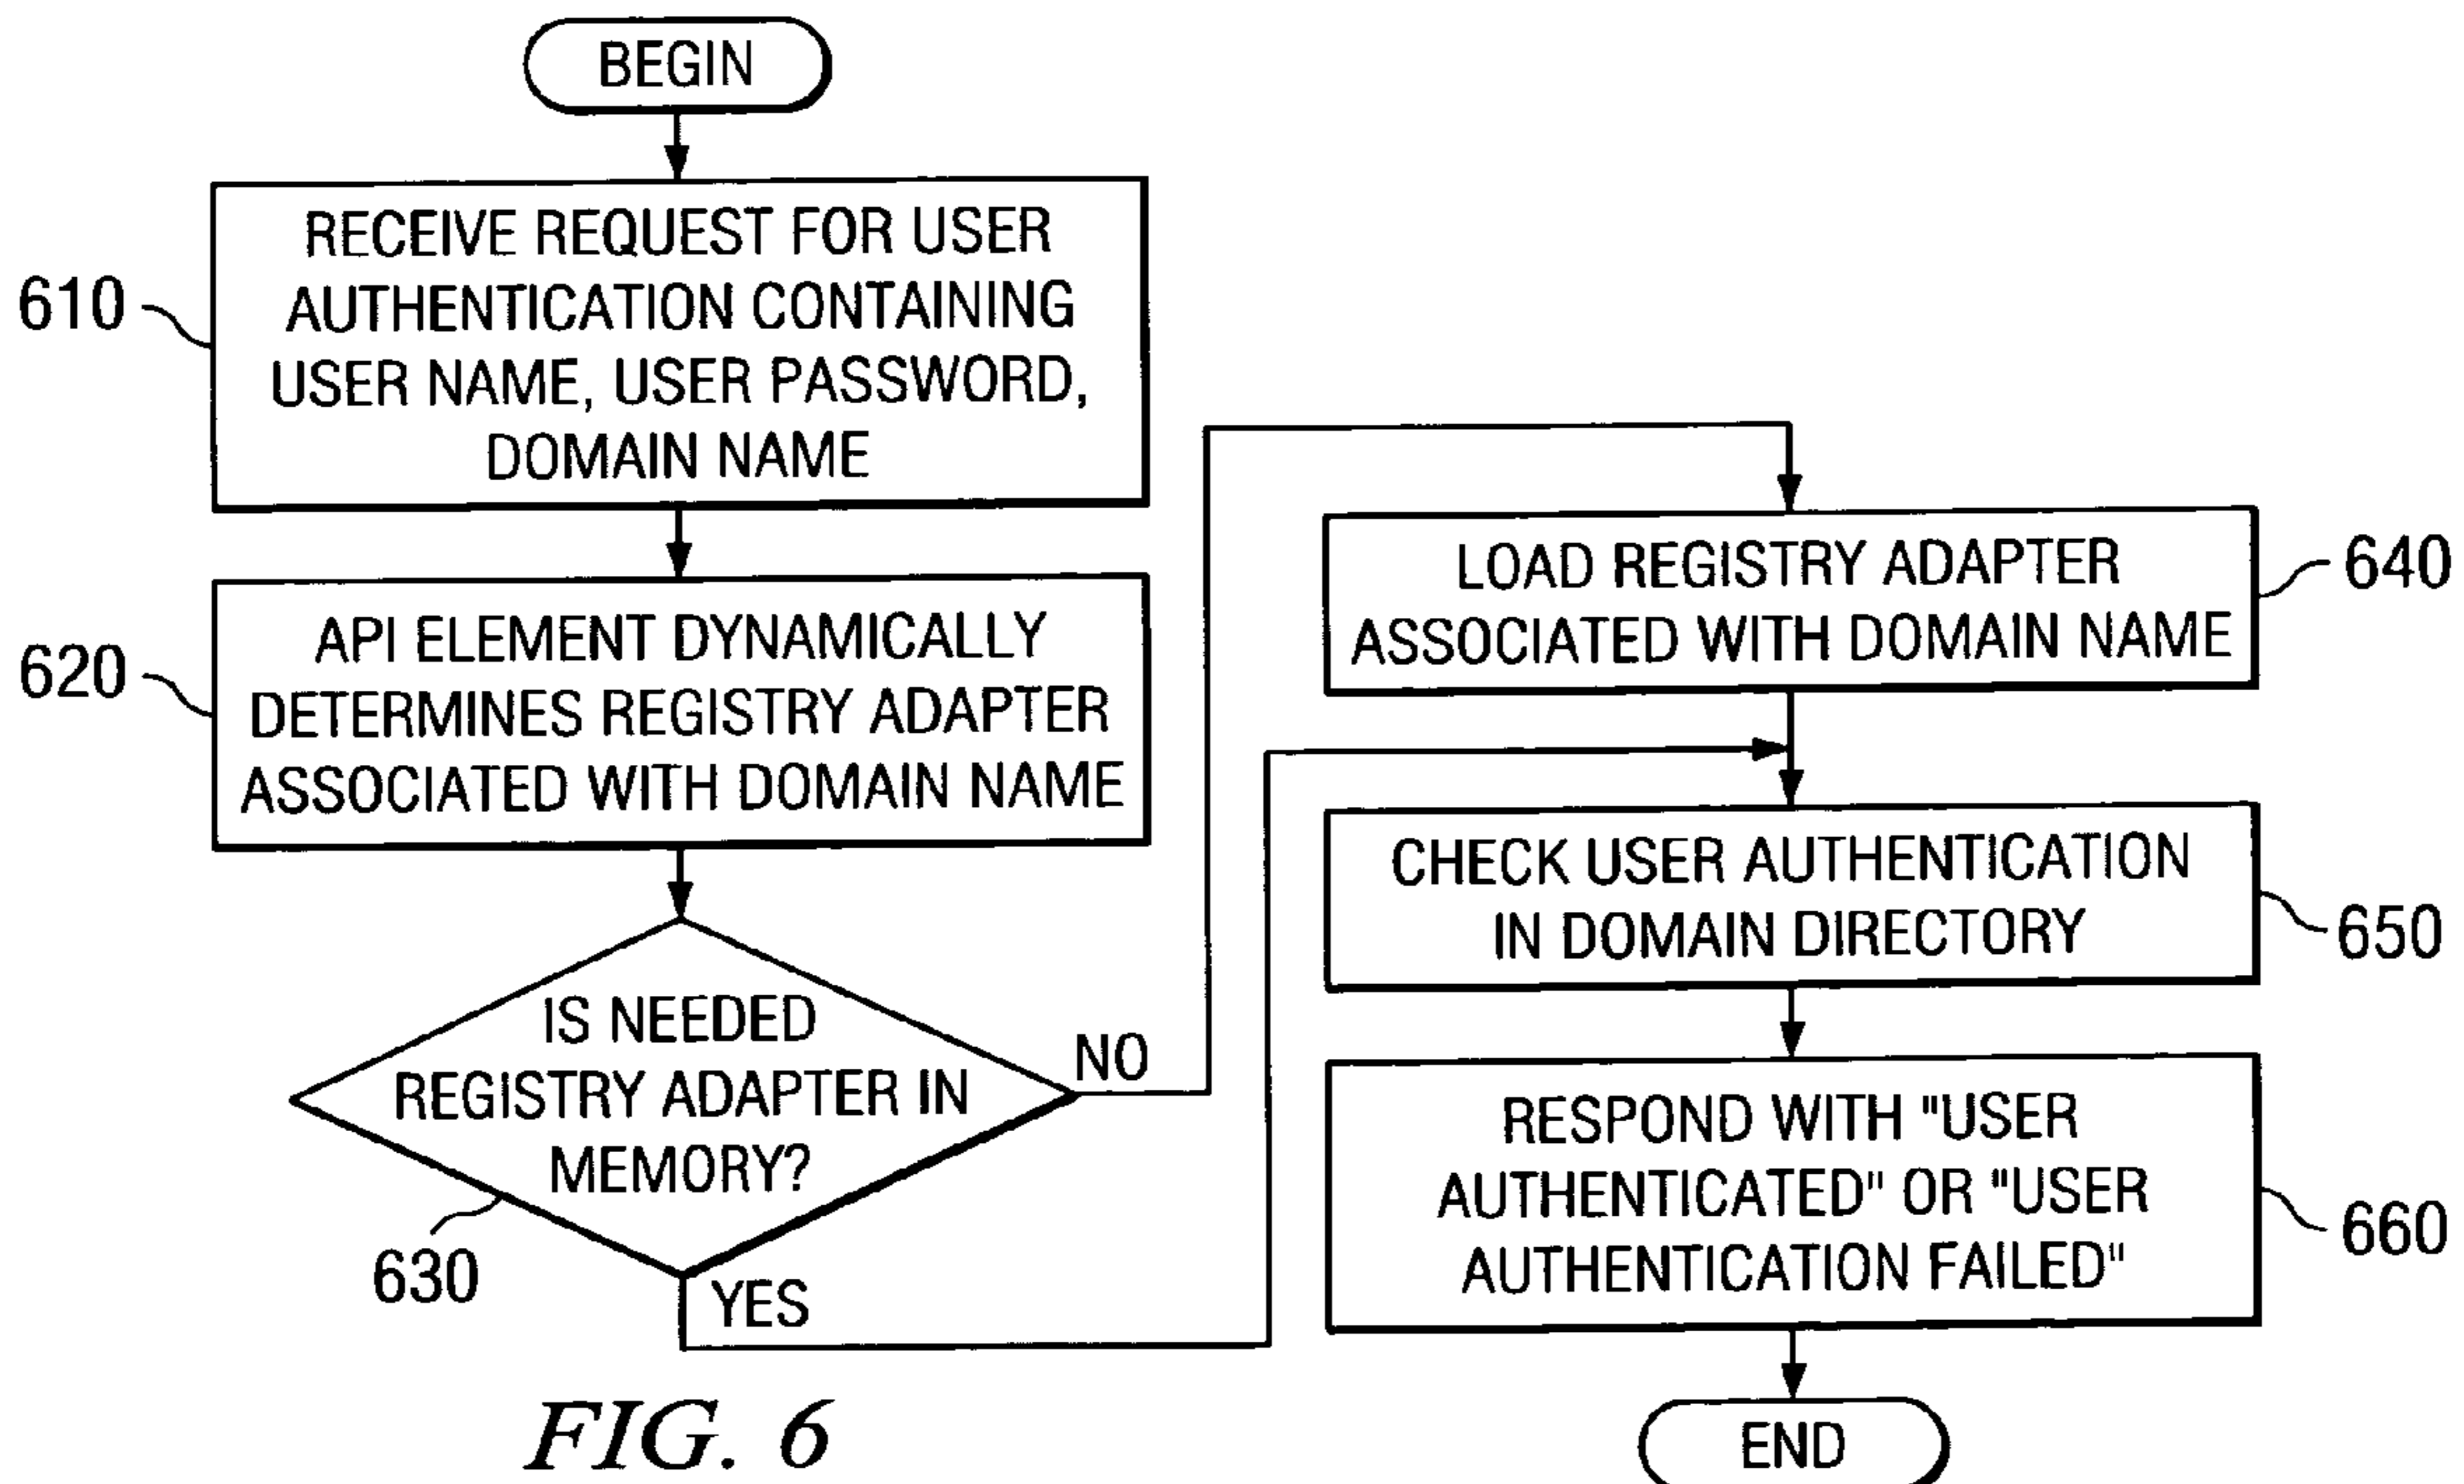 BEGIN
610
RECEIVE REQUEST FOR USER
AUTHENTICATION CONTAINING
USER NAME, USER PASSWORD,
DOMAIN NAME
620
API ELEMENT DYNAMICALLY
DETERMINES REGISTRY ADAPTER
ASSOCIATED WITH DOMAIN NAME
IS NEEDED
REGISTRY ADAPTER IN
MEMORY?
630
NO
YES
LOAD REGISTRY ADAPTER
ASSOCIATED WITH DOMAIN NAME
640
CHECK USER AUTHENTICATION
IN DOMAIN DIRECTORY
650
RESPOND WITH "USER
AUTHENTICATED" OR "USER
AUTHENTICATION FAILED"
660
END
FIG. 6